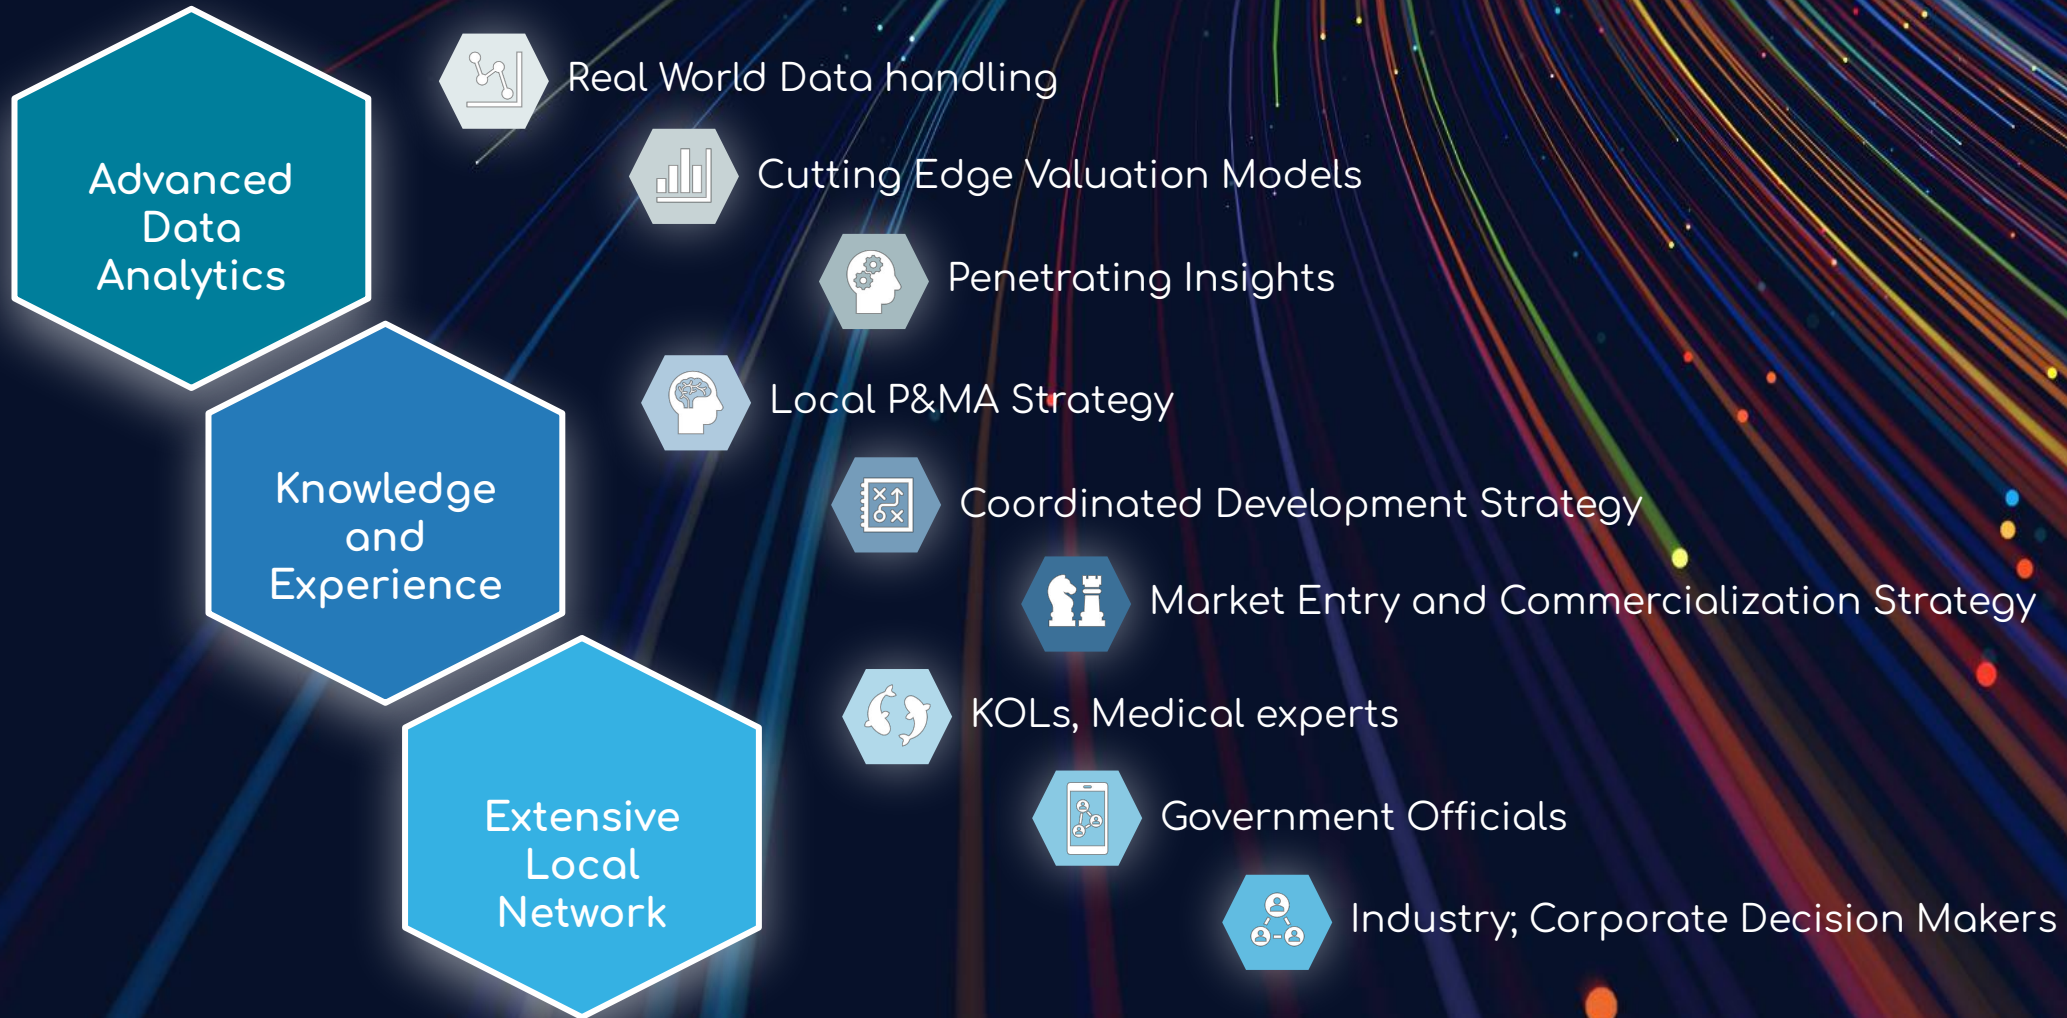 Advanced
Data
Analytics
Real World Data handling
Cutting Edge Valuation Models
Penetrating Insights
Knowledge
and
Experience
Local P&MA Strategy
Coordinated Development Strategy
Market Entry and Commercialization Strategy
Extensive
Local
Network
KOLs, Medical experts
Government Officials
Industry; Corporate Decision Makers